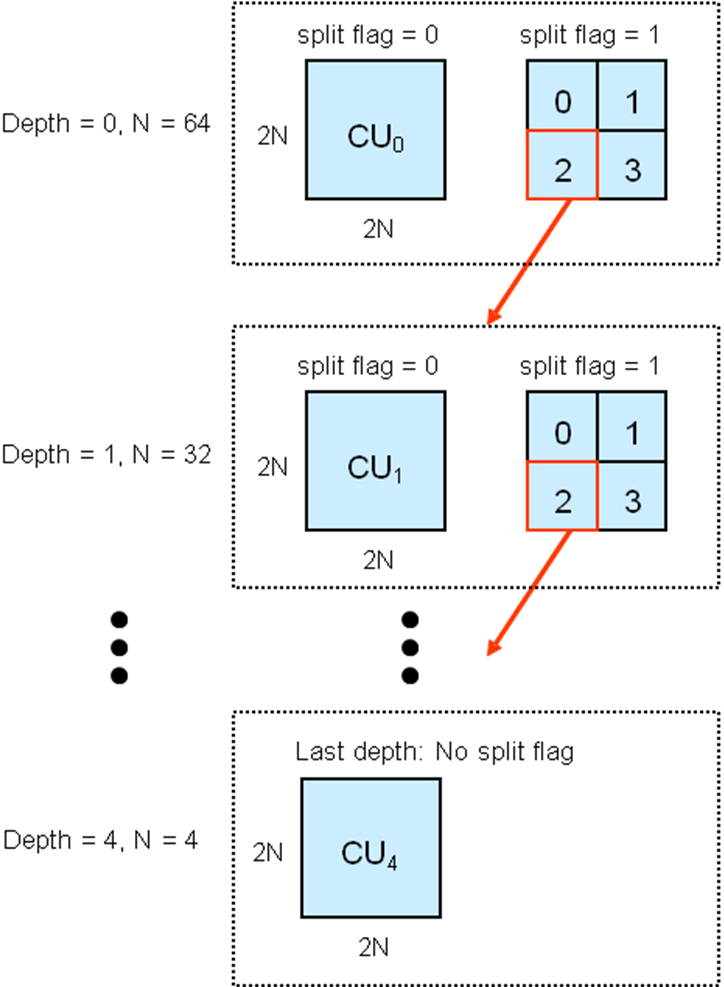 split flag = 0 split flag = 1
Depth = 0, N = 64
2N
CU0
0 1
2 3
2N
split flag = 0 split flag = 1
Depth = 1, N = 32
2N
CU1
0 1
2 3
2N
Last depth: No split flag
Depth = 4, N = 4
2N
CU4
2N